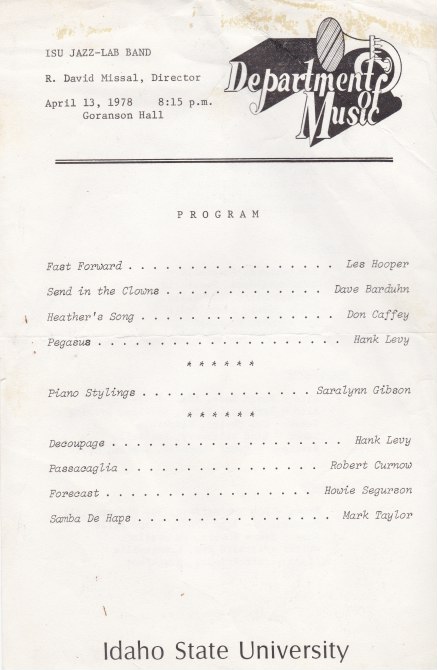 ISU JAZZ-LAB BAND
R. David Missal, Director
April 13, 1978 8:15 p.m.
Goranson Hall
Department
of
Music
PROGRAM
Fast Forward . . . . . . . . . . . . . . . . . . Les Hooper
Send in the Clowns . . . . . . . . . . . . . . Dave Barduhn
Heather's Song . . . . . . . . . . . . . . . . . Don Caffey
Pegasus . . . . . . . . . . . . . . . . . . . . . Hank Levy
* * * * * *
Piano Stylings . . . . . . . . . . . . . . . Saralynn Gibson
* * * * * *
Decoupage . . . . . . . . . . . . . . . . . . . . Hank Levy
Passacaglia . . . . . . . . . . . . . . . . . . Robert Curnow
Forecast . . . . . . . . . . . . . . . . . . . Howie Segurson
Samba De Haps . . . . . . . . . . . . . . . . . Mark Taylor
Idaho State University